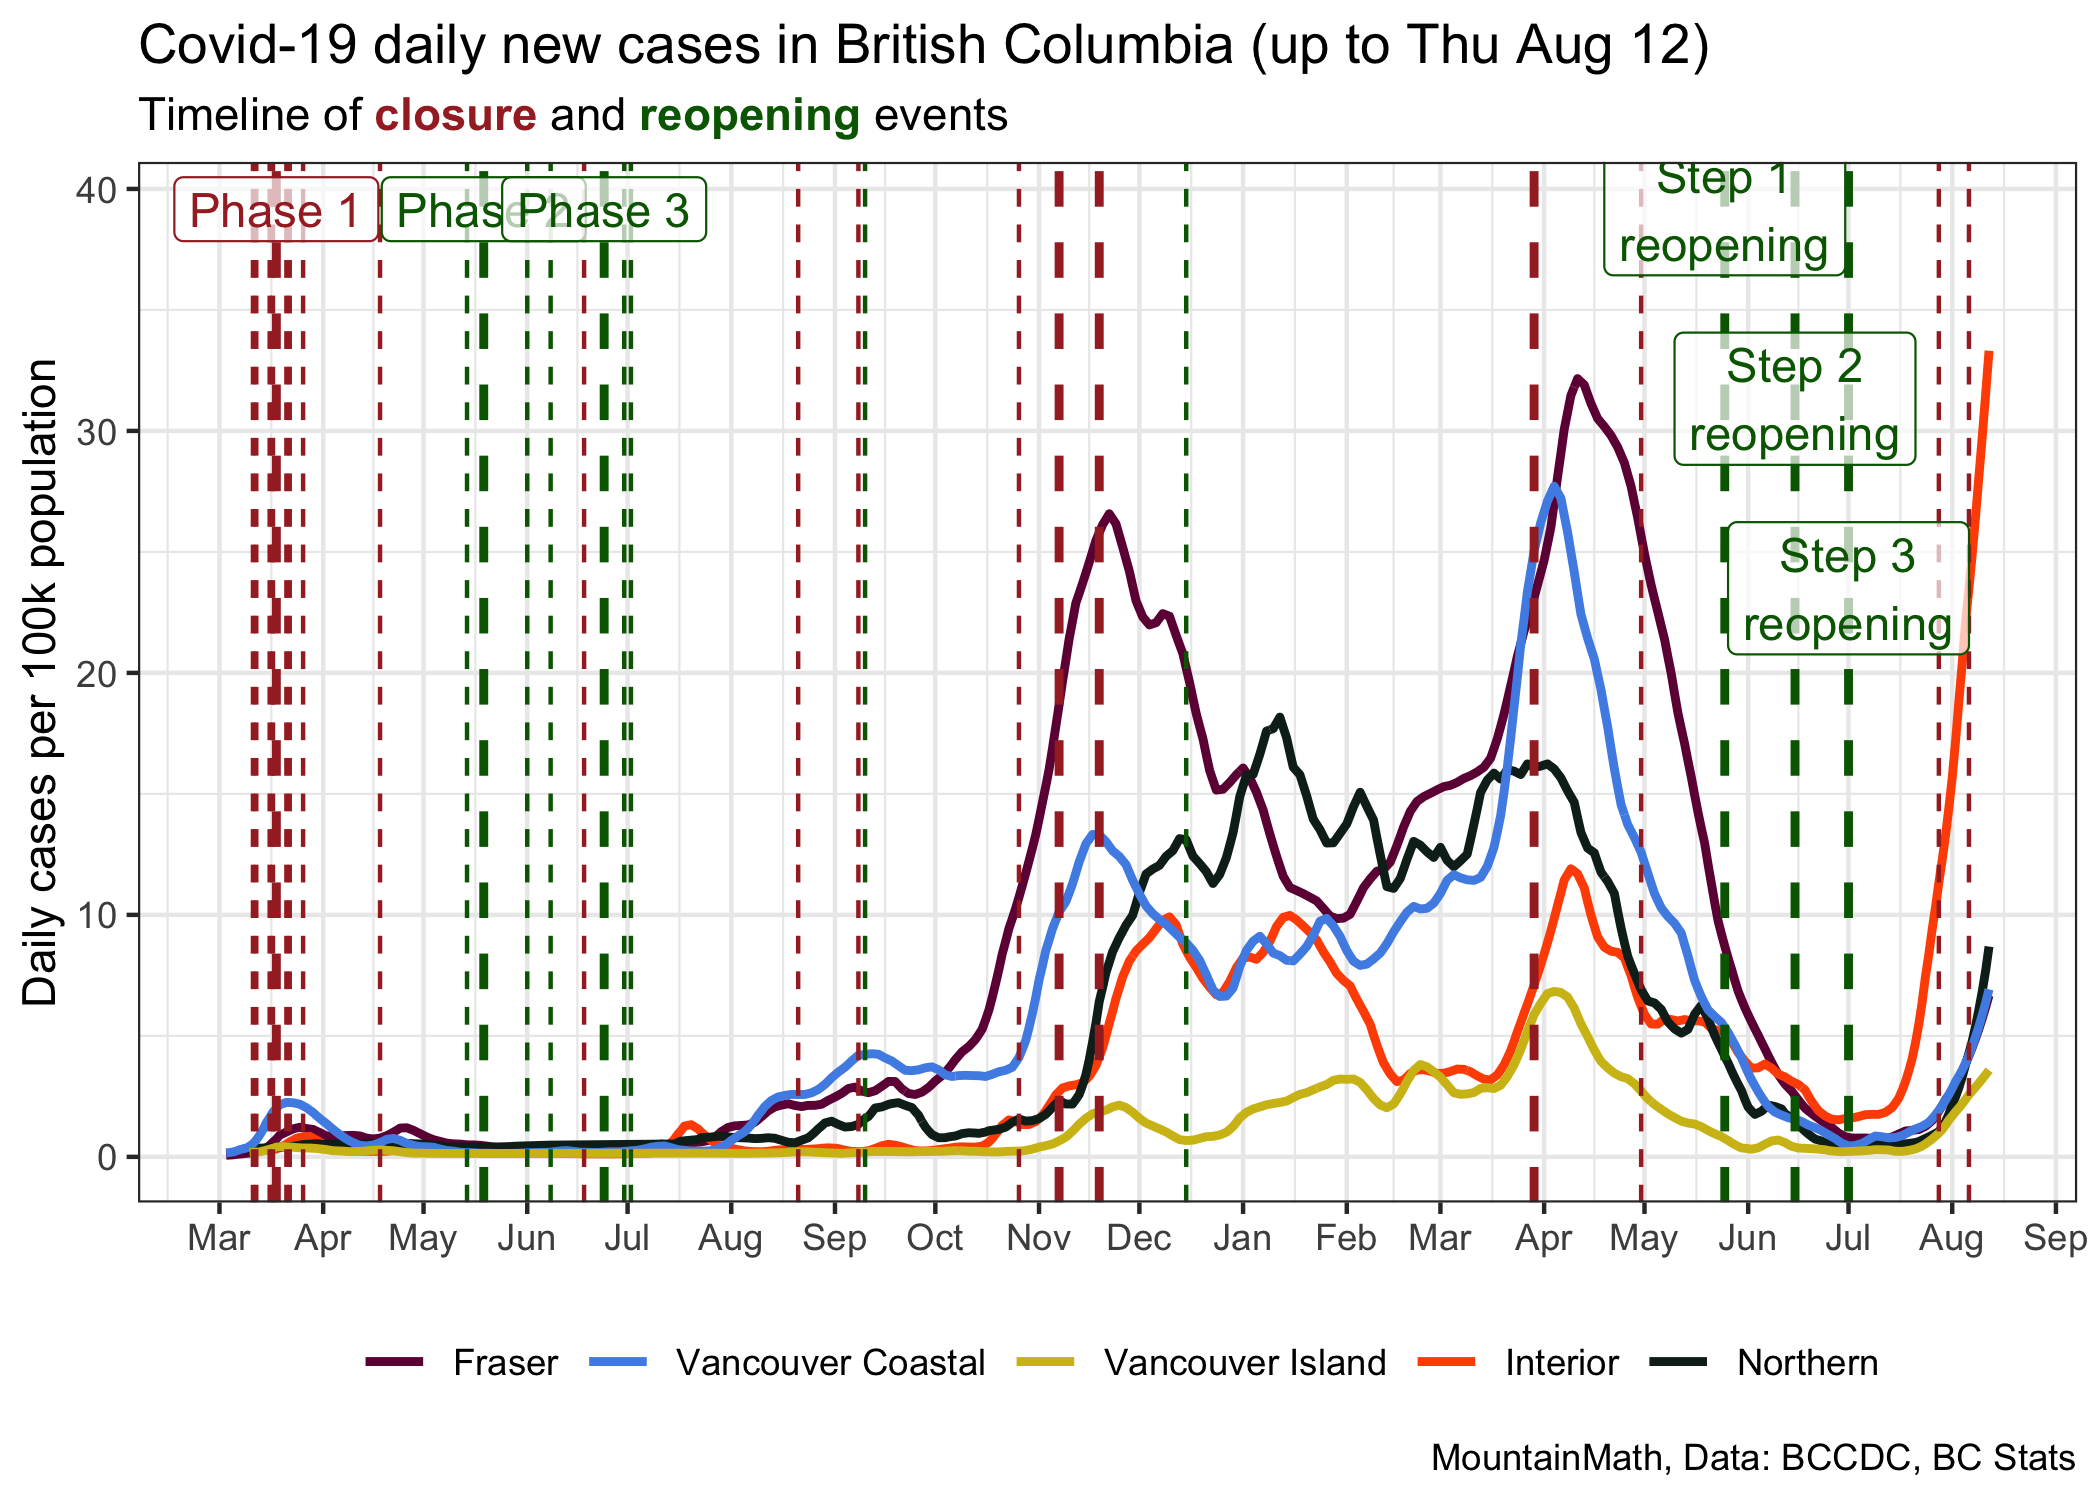 Covid-19 daily new cases in British Columbia (up to Thu Aug 12)
Timeline of closure and reopening events
Daily cases per 100k population
40
30
20
10
0
Phase 1
Phase 2
Phase 3
Step 1
reopening
Step 2
reopening
Step 3
reopening
Mar Apr May Jun Jul Aug Sep Oct Nov Dec Jan Feb Mar Apr May Jun Jul Aug Sep
Fraser Vancouver Coastal Vancouver Island Interior Northern
MountainMath, Data: BCCDC, BC Stats